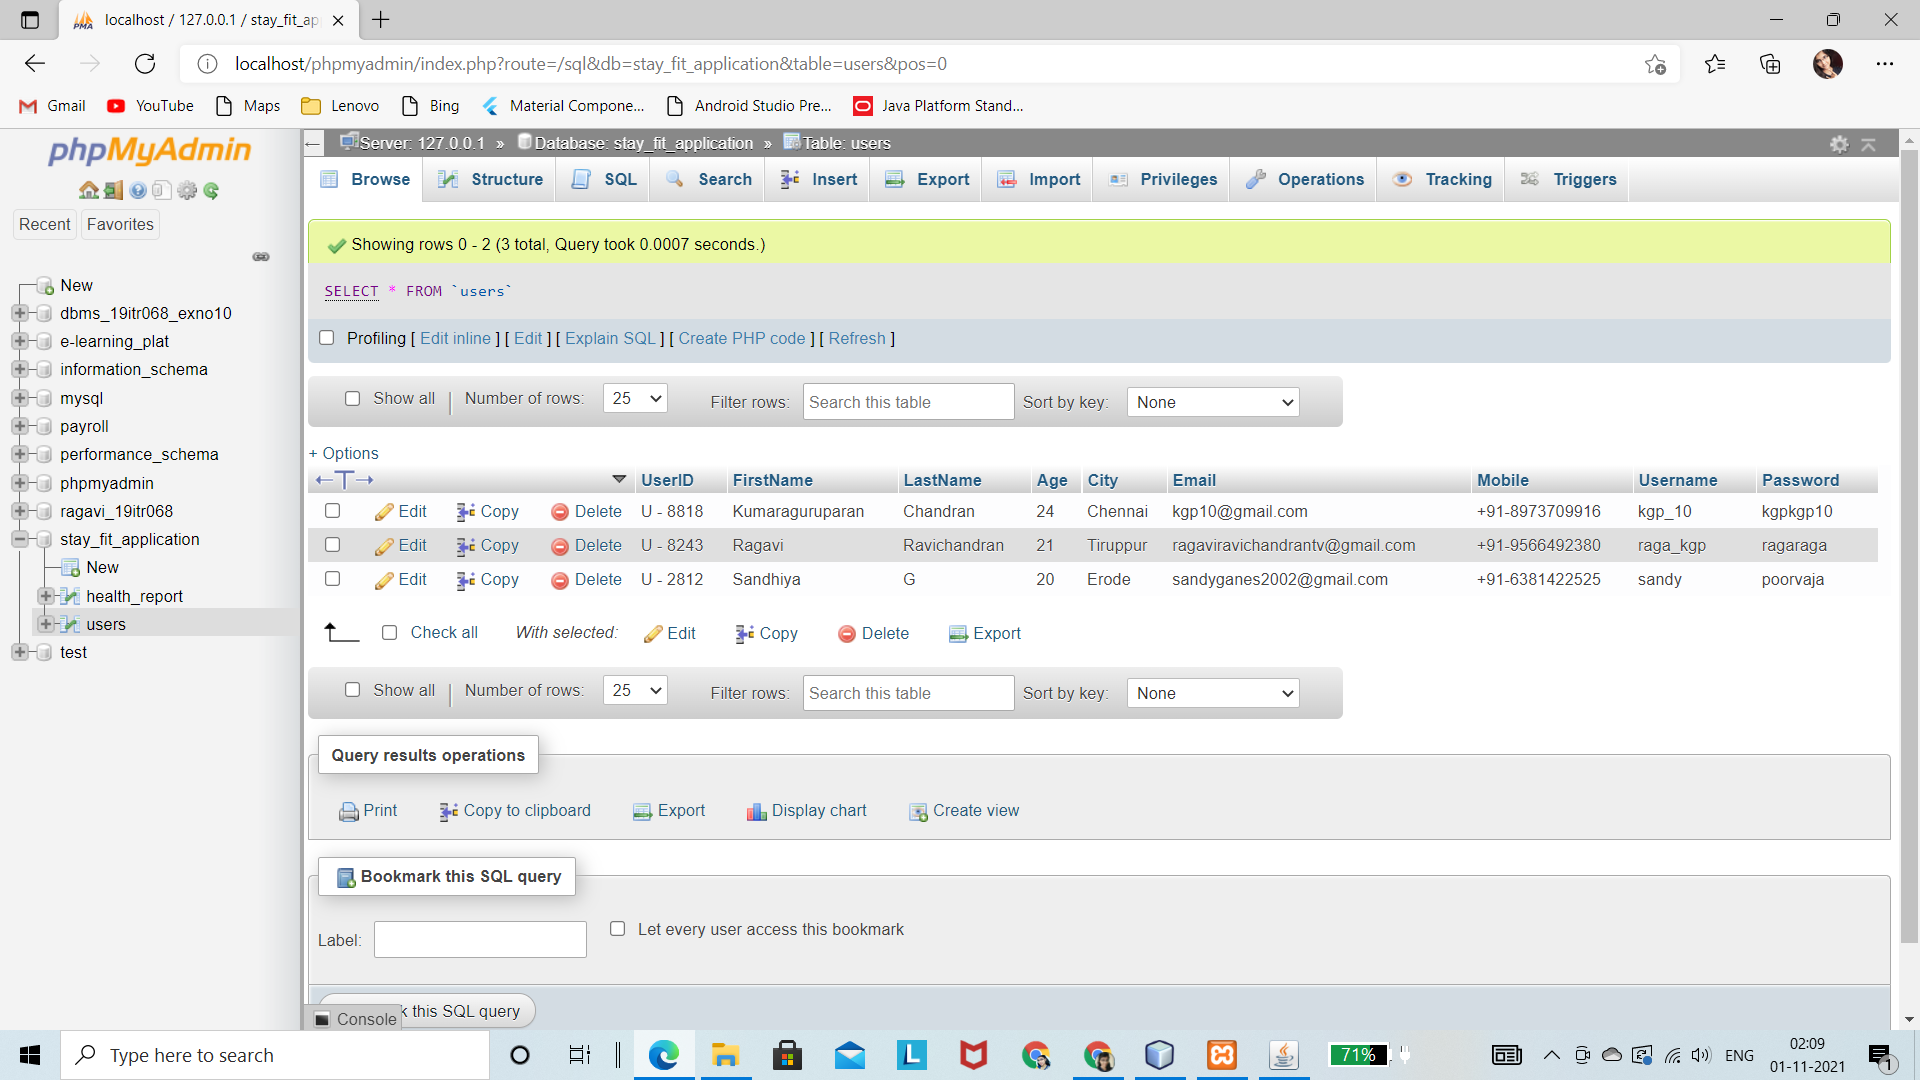 localhost / 127.0.0.1 / stay_fit_ap
localhost/phpmyadmin/index.php?route=/sql&db=stay_fit_application&table=users&pos=0
Gmail YouTube Maps Lenovo Bing Material Compone... Android Studio Pre... Java Platform Stand...
phpMyAdmin
Recent Favorites
New
dbms_19itr068_exno10
e-learning_plat
information_schema
mysql
payroll
performance_schema
phpmyadmin
ragavi_19itr068
stay_fit_application
New
health_report
users
test
Server: 127.0.0.1 » Database: stay_fit_application » Table: users
Browse Structure SQL Search Insert Export Import Privileges Operations Tracking Triggers
Showing rows 0 - 2 (3 total, Query took 0.0007 seconds.)
SELECT * FROM `users`
Profiling [ Edit inline ] [ Edit ] [ Explain SQL ] [ Create PHP code ] [ Refresh ]
Show all | Number of rows: 25 Filter rows: Search this table Sort by key: None
+ Options
←T→ UserID FirstName LastName Age City Email Mobile Username Password
Edit Copy Delete U - 8818 Kumaraguruparan Chandran 24 Chennai kgp10@gmail.com +91-8973709916 kgp_10 kgpkgp10
Edit Copy Delete U - 8243 Ragavi Ravichandran 21 Tiruppur ragaviravichandrantv@gmail.com +91-9566492380 raga_kgp ragaraga
Edit Copy Delete U - 2812 Sandhiya G 20 Erode sandyganes2002@gmail.com +91-6381422525 sandy poorvaja
Check all With selected: Edit Copy Delete Export
Show all | Number of rows: 25 Filter rows: Search this table Sort by key: None
Query results operations
Print Copy to clipboard Export Display chart Create view
Bookmark this SQL query
Label: Let every user access this bookmark
k this SQL query
Console
Type here to search
71%
ENG
02:09
01-11-2021
1